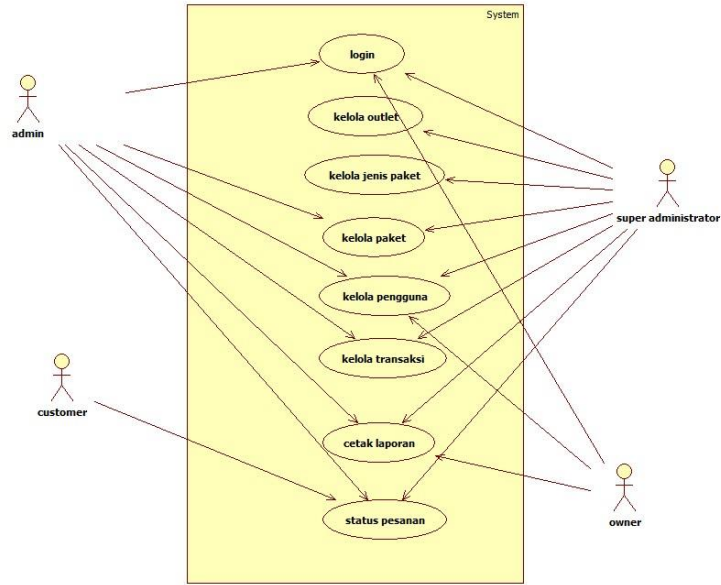 System
login
admin
kelola outlet
kelola jenis paket
super administrator
kelola paket
kelola pengguna
kelola transaksi
customer
cetak laporan
status pesanan
owner